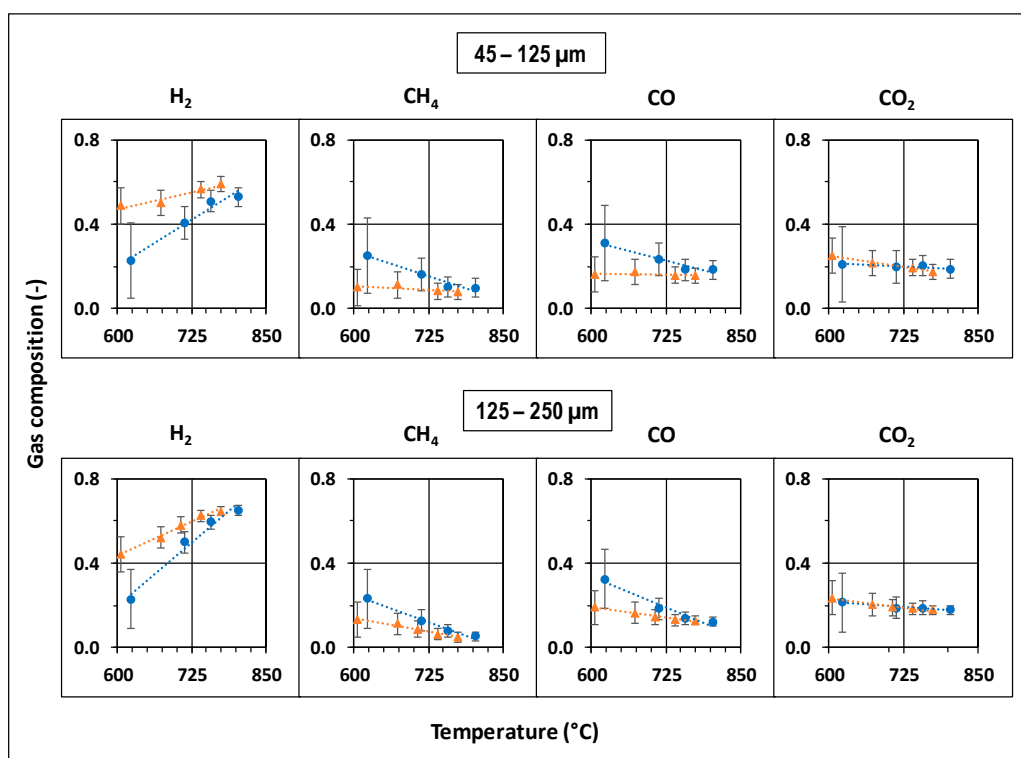 45 – 125 µm
H₂ CH₄ CO CO₂
0.8 0.8 0.8 0.8
0.4 0.4 0.4 0.4
0.0 0.0 0.0 0.0
600 725 850 600 725 850 600 725 850 600 725 850
Gas composition (-)
125 – 250 µm
H₂ CH₄ CO CO₂
0.8 0.8 0.8 0.8
0.4 0.4 0.4 0.4
0.0 0.0 0.0 0.0
600 725 850 600 725 850 600 725 850 600 725 850
Temperature (°C)